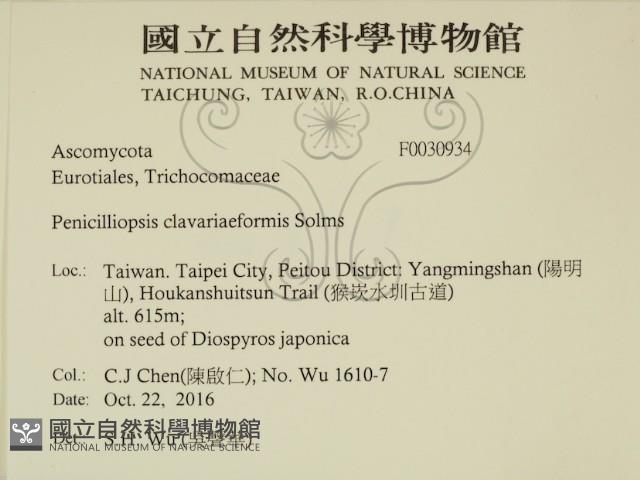 國立自然科學博物館
NATIONAL MUSEUM OF NATURAL SCIENCE
TAICHUNG, TAIWAN, R.O.CHINA
Ascomycota F0030934
Eurotiales, Trichocomaceae
Penicilliopsis clavariaeformis Solms
Loc.: Taiwan. Taipei City, Peitou District: Yangmingshan (陽明
山), Houkanshuitsun Trail (猴崁水圳古道)
alt. 615m;
on seed of Diospyros japonica
Col.: C.J Chen(陳啟仁); No. Wu 1610-7
Date: Oct. 22, 2016
Det.: S.H. Wu
國立自然科學博物館
NATIONAL MUSEUM OF NATURAL SCIENCE